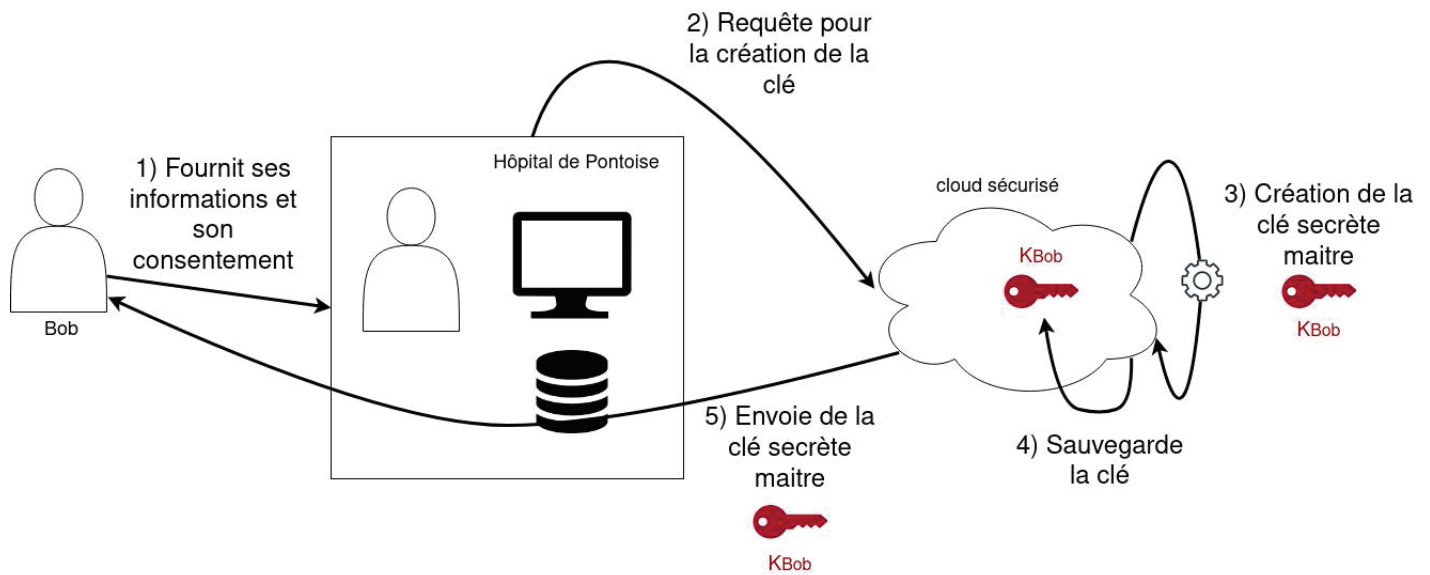 2) Requête pour
la création de la
clé
Hôpital de Pontoise
1) Fournit ses
informations et
son
consentement
Bob
cloud sécurisé
KBob
3) Création de la
clé secrète
maitre
KBob
4) Sauvegarde
la clé
5) Envoie de la
clé secrète
maitre
KBob